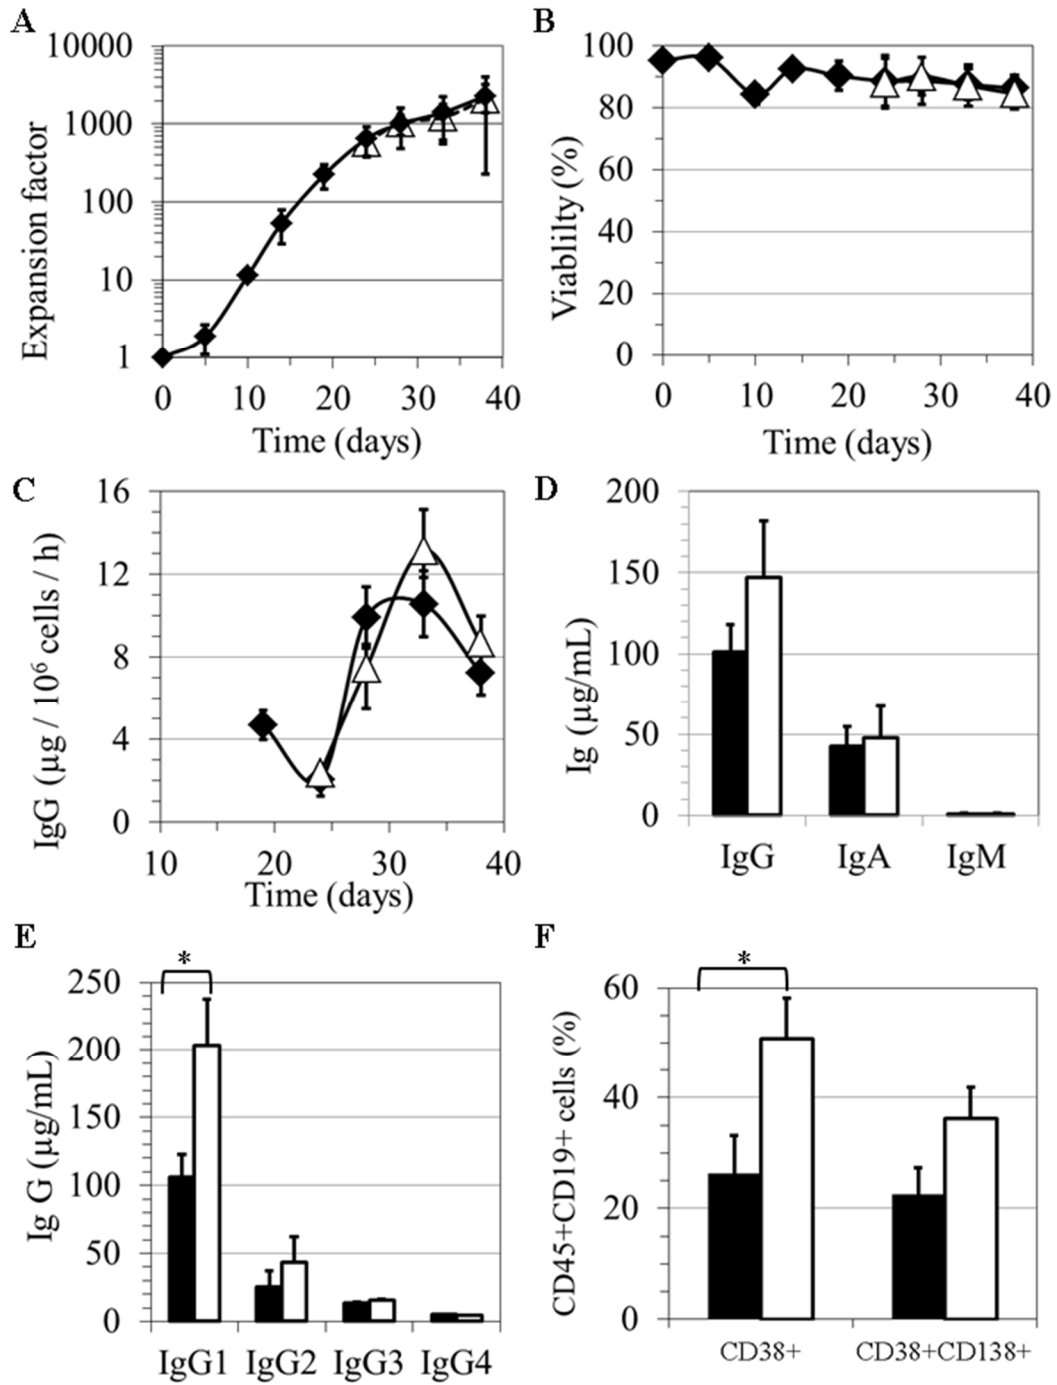 A
10000
1000
100
10
1
Expansion factor
0 10 20 30 40
Time (days)
B
100
80
60
40
20
0
Viablilty (%)
0 10 20 30 40
Time (days)
C
16
12
8
4
0
IgG (µg / 10⁶ cells / h)
10 20 30 40
Time (days)
D
200
150
100
50
0
Ig (µg/mL)
IgG IgA IgM
E
*
250
200
150
100
50
0
Ig G (µg/mL)
IgG1 IgG2 IgG3 IgG4
F
*
60
40
20
0
CD45+CD19+ cells (%)
CD38+ CD38+CD138+